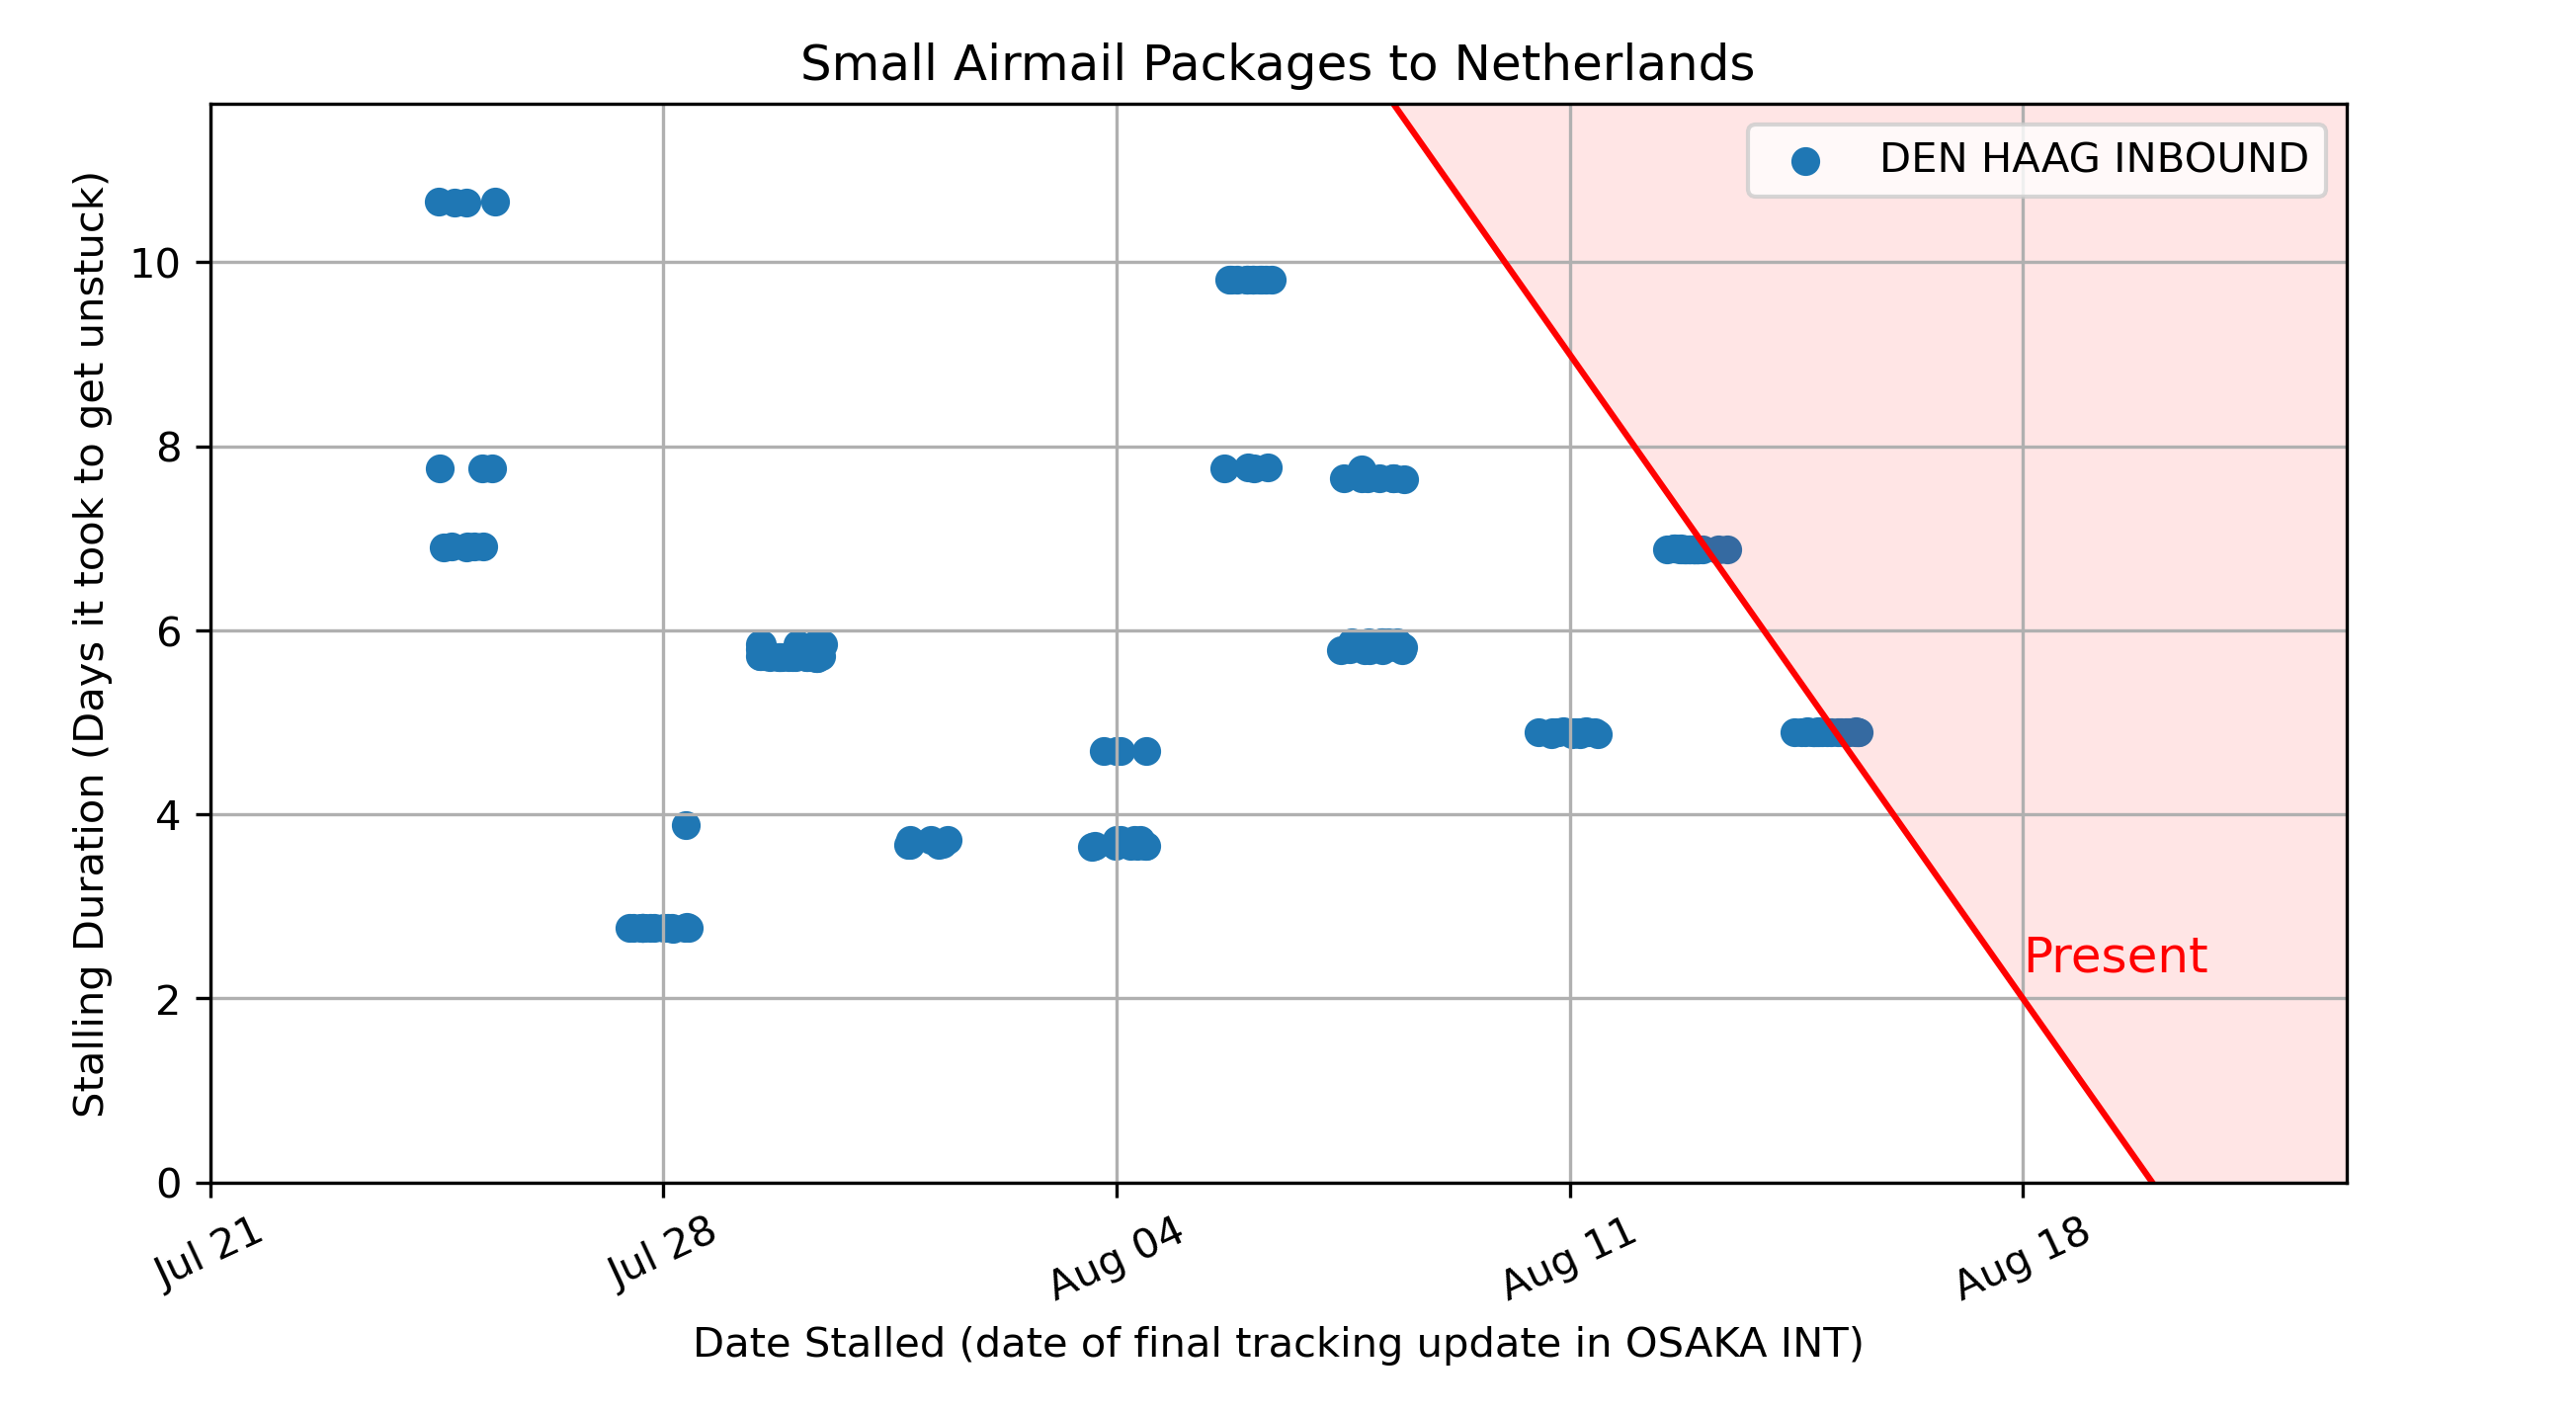 Small Airmail Packages to Netherlands
DEN HAAG INBOUND
Stalling Duration (Days it took to get unstuck)
10
8
6
4
2
0
Present
Jul 21
Jul 28
Aug 04
Aug 11
Aug 18
Date Stalled (date of final tracking update in OSAKA INT)